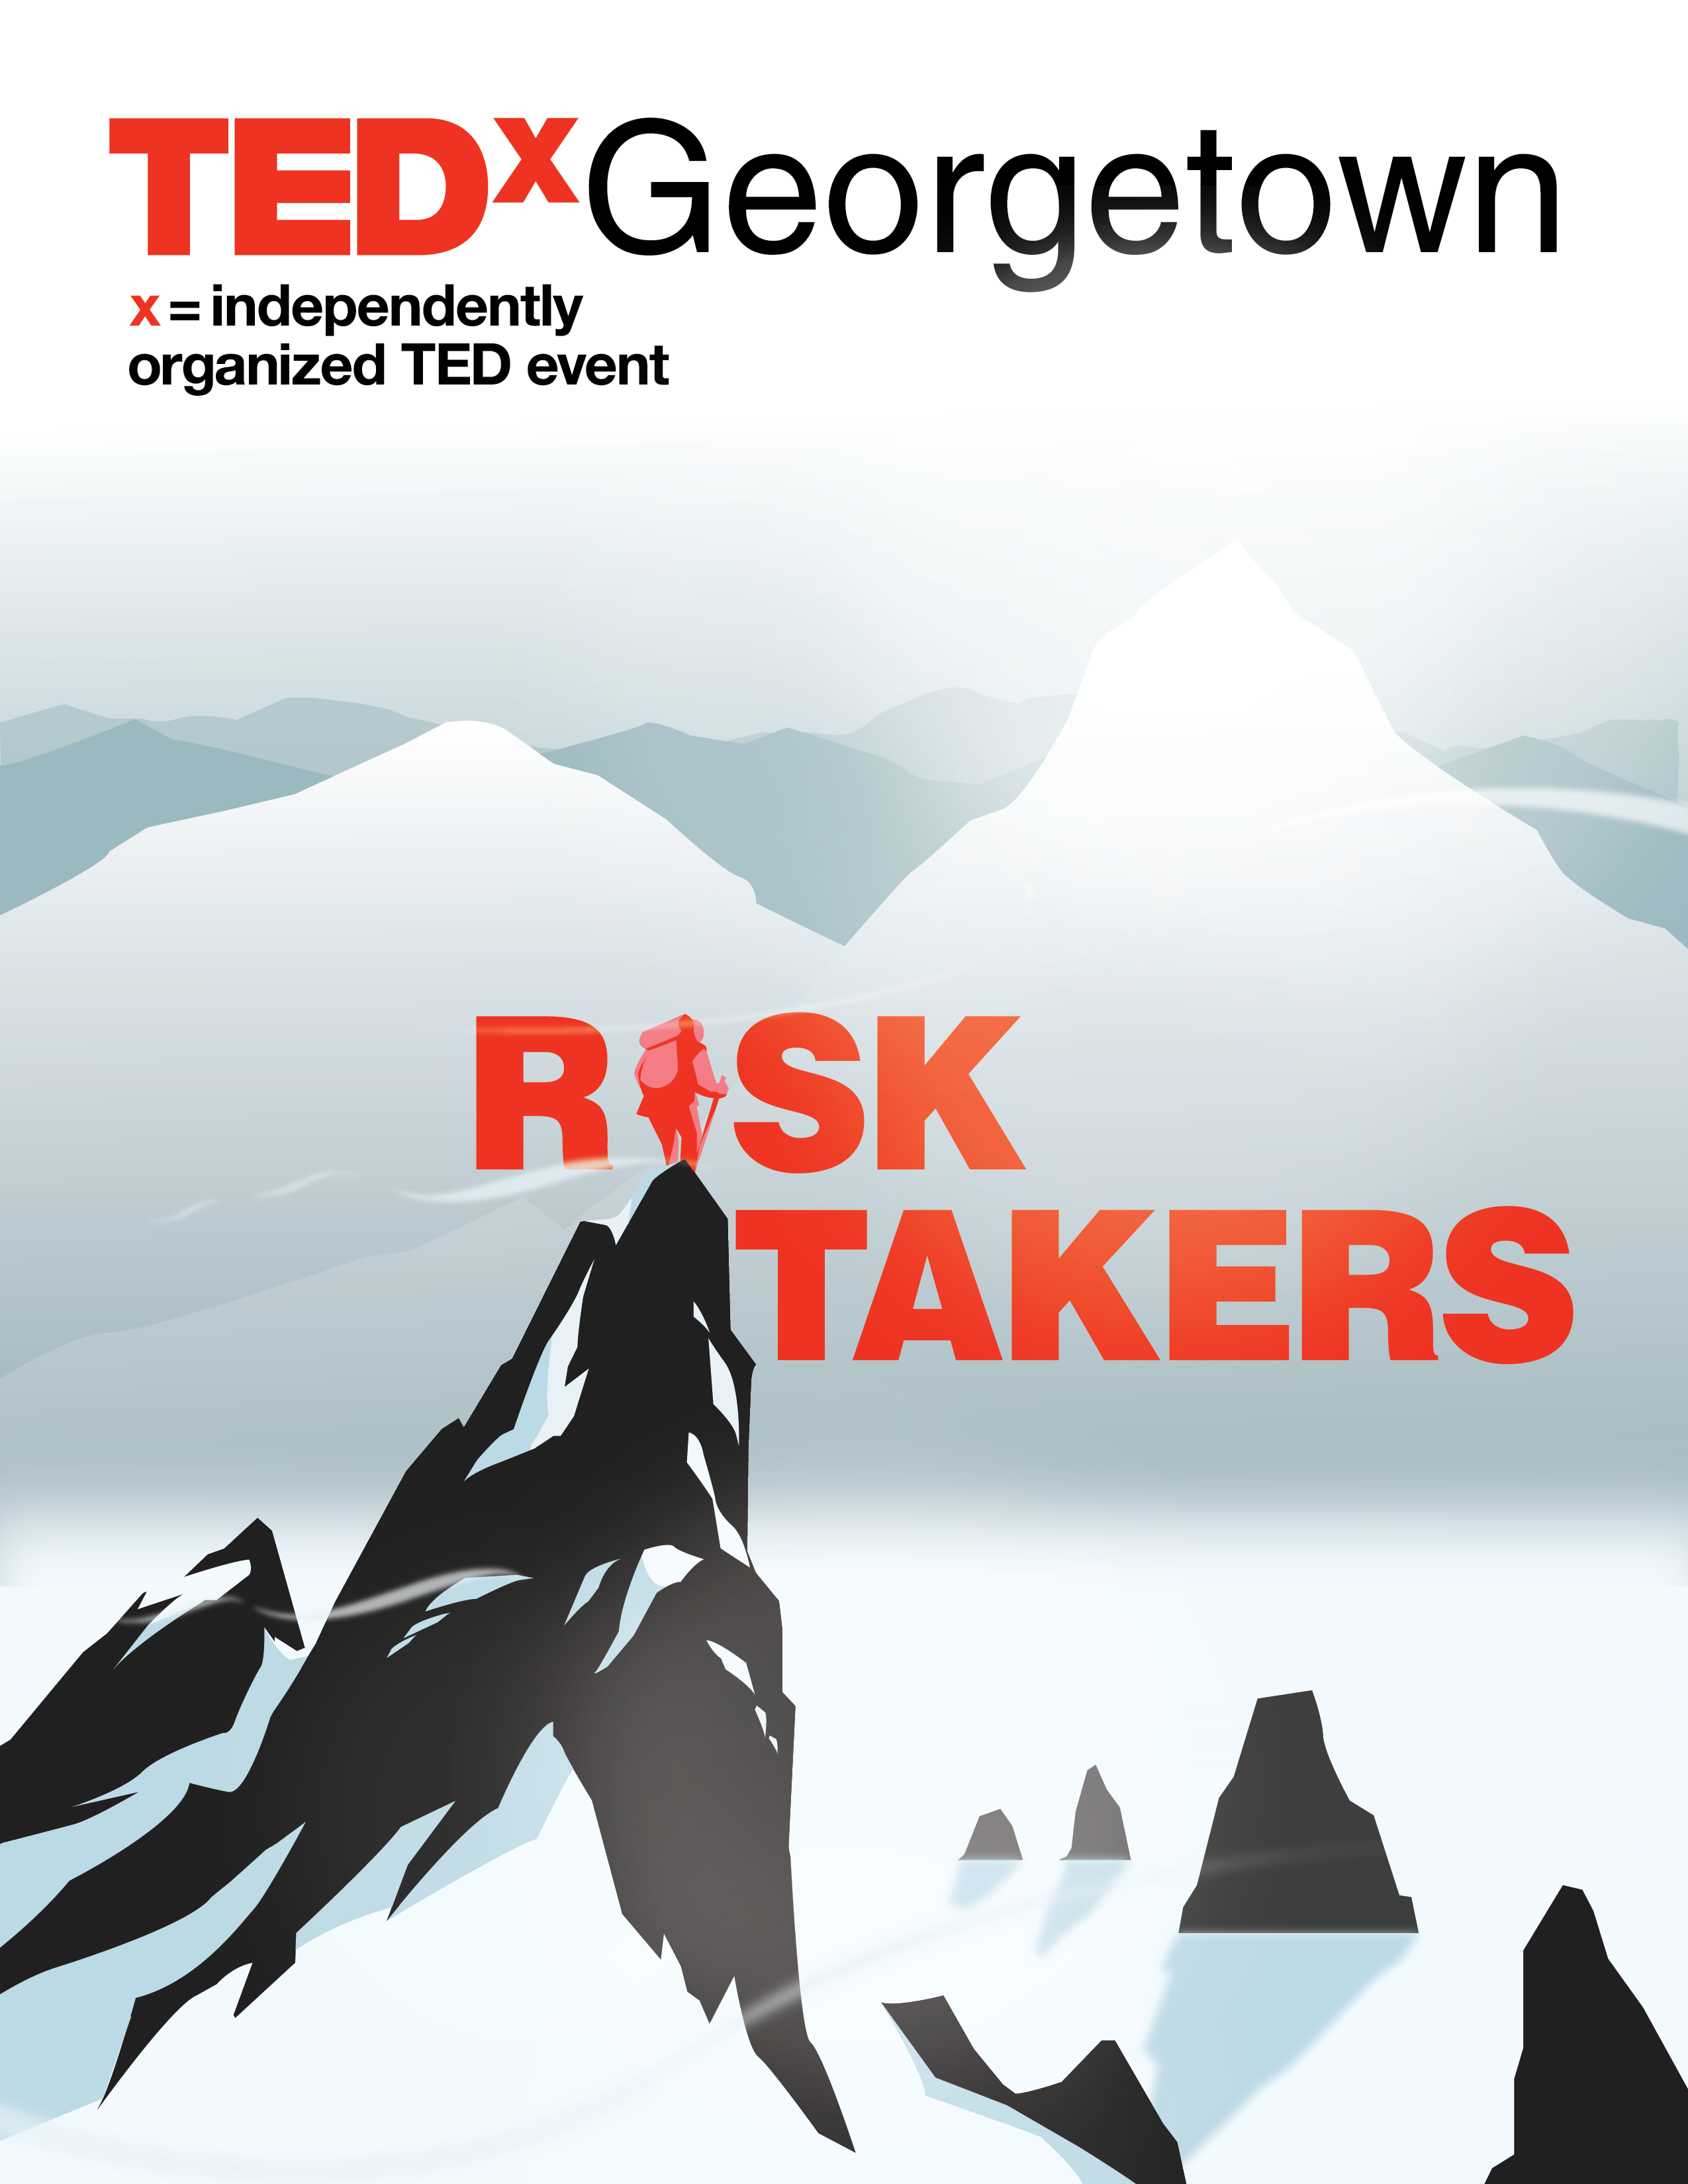 TEDxGeorgetown
x = independently
organized TED event
RISK
TAKERS